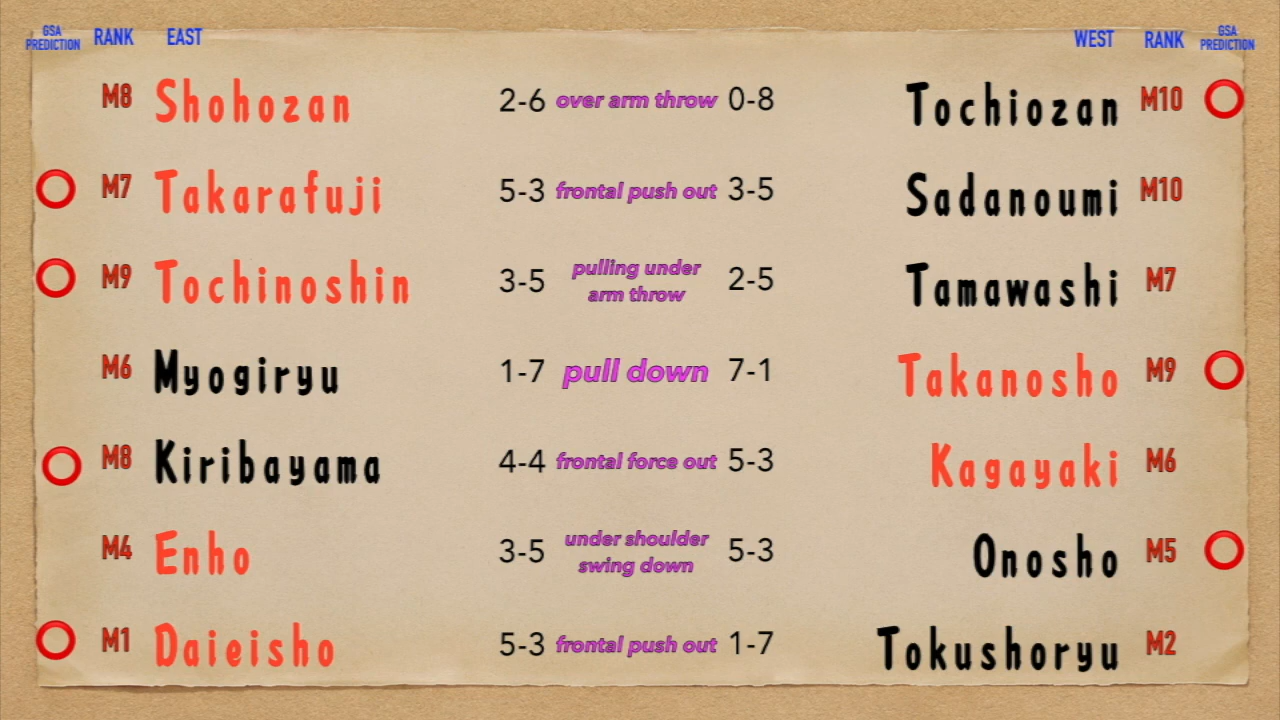 GSA PREDICTION RANK EAST WEST RANK GSA PREDICTION
M8 Shohozan 2-6 over arm throw 0-8 Tochiozan M10
M7 Takarafuji 5-3 frontal push out 3-5 Sadanoumi M10
M9 Tochinoshin 3-5 pulling under arm throw 2-5 Tamawashi M7
M6 Myogiryu 1-7 pull down 7-1 Takanosho M9
M8 Kiribayama 4-4 frontal force out 5-3 Kagayaki M6
M4 Enho 3-5 under shoulder swing down 5-3 Onosho M5
M1 Daieisho 5-3 frontal push out 1-7 Tokushoryu M2